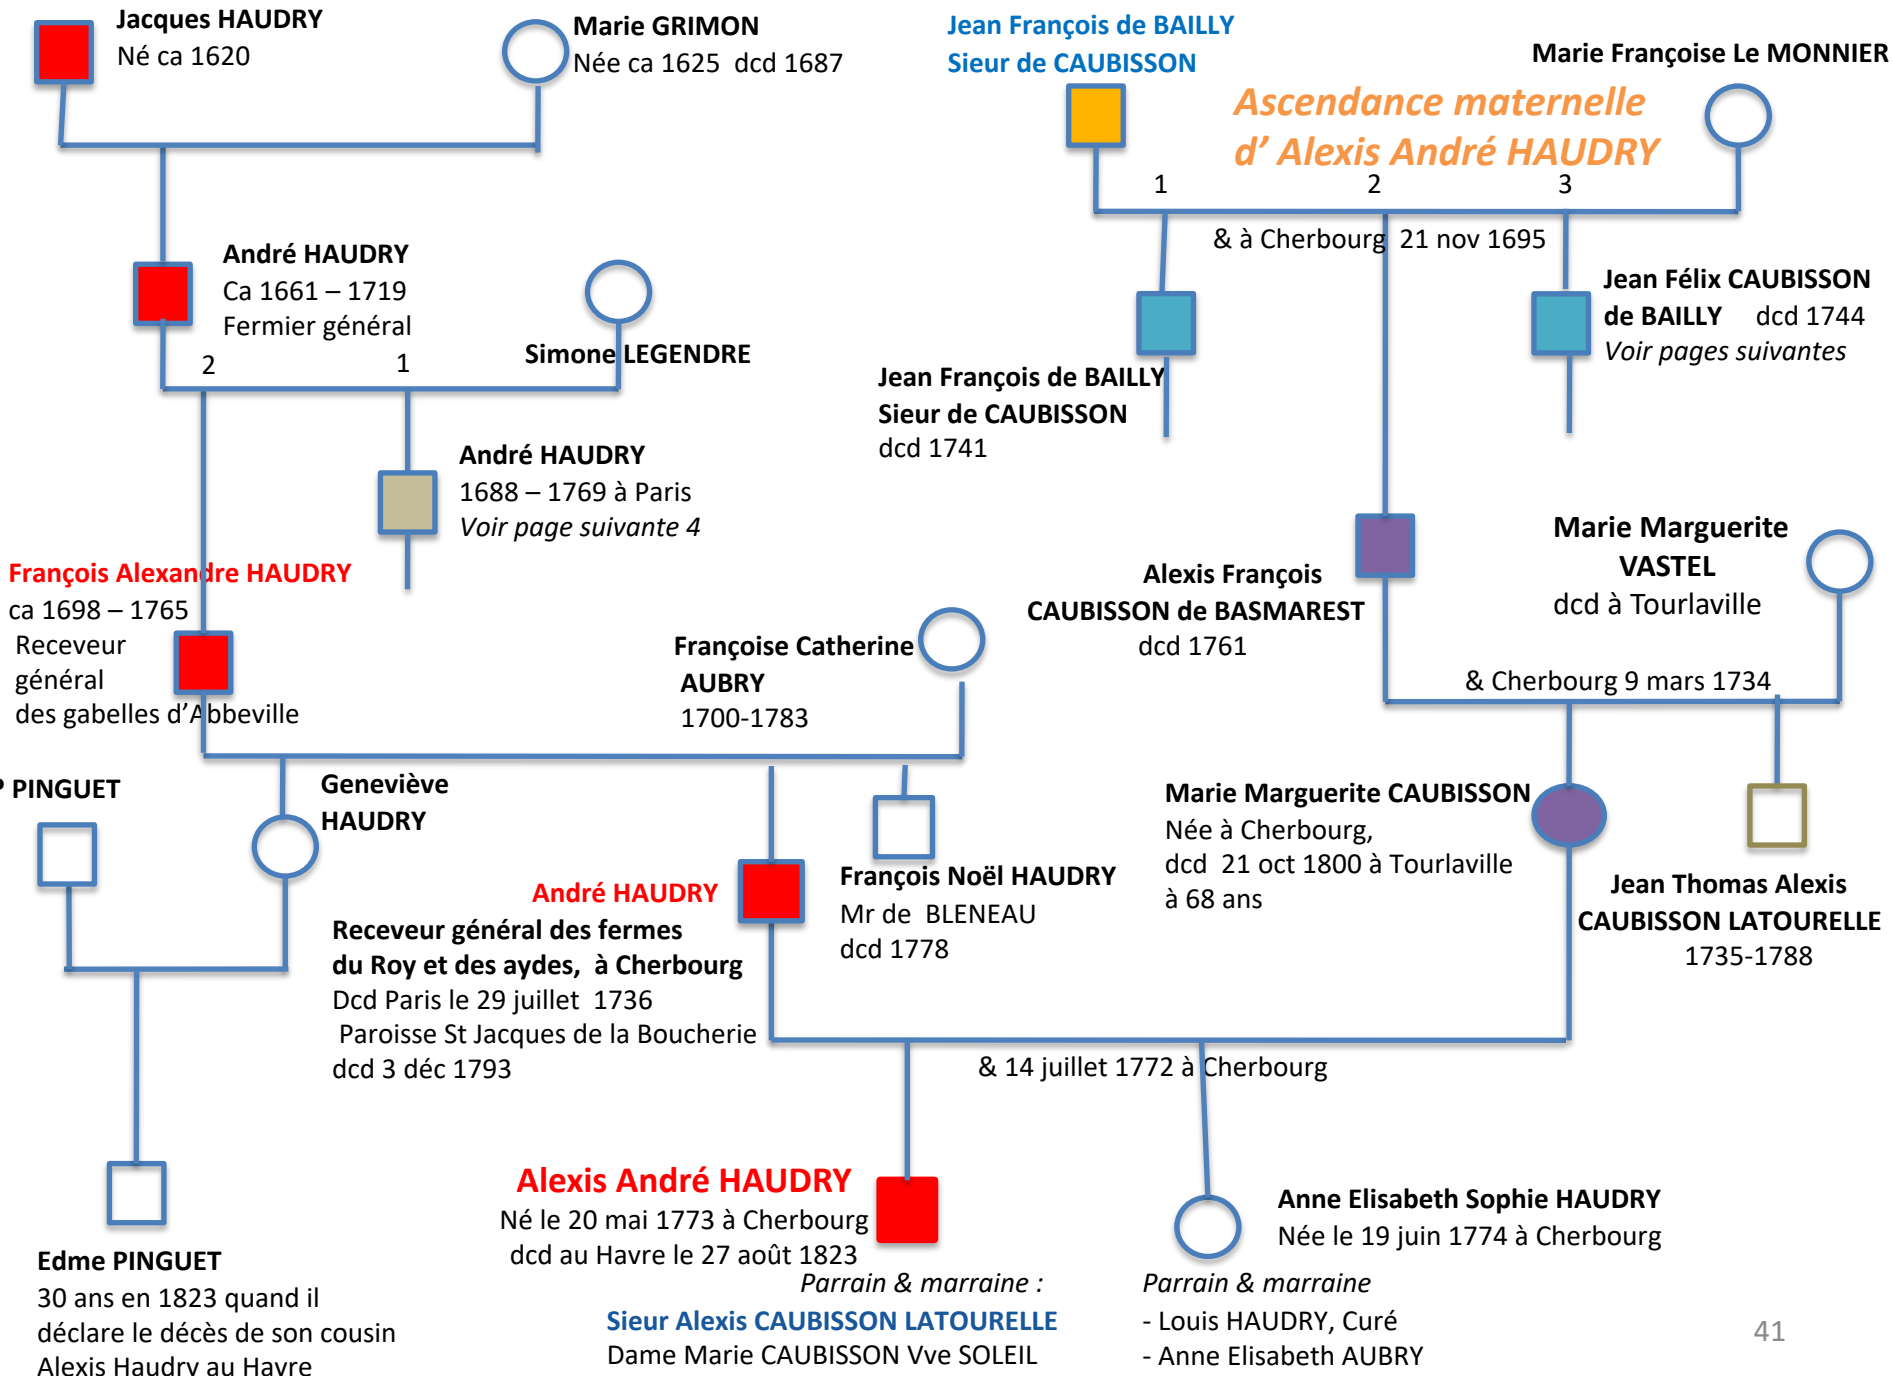 Jacques HAUDRY
Né ca 1620
Marie GRIMON
Née ca 1625 dcd 1687
Jean François de BAILLY
Sieur de CAUBISSON
Marie Françoise Le MONNIER
Ascendance maternelle
d' Alexis André HAUDRY
1
2
3
& à Cherbourg 21 nov 1695
André HAUDRY
Ca 1661 – 1719
Fermier général
Simone LEGENDRE
2
1
Jean Félix CAUBISSON
de BAILLY dcd 1744
Voir pages suivantes
Jean François de BAILLY
Sieur de CAUBISSON
dcd 1741
André HAUDRY
1688 – 1769 à Paris
Voir page suivante 4
François Alexandre HAUDRY
ca 1698 – 1765
Receveur
général
des gabelles d'Abbeville
Françoise Catherine
AUBRY
1700-1783
Alexis François
CAUBISSON de BASMAREST
dcd 1761
Marie Marguerite
VASTEL
dcd à Tourlaville
& Cherbourg 9 mars 1734
PINGUET
Geneviève
HAUDRY
André HAUDRY
Receveur général des fermes
du Roy et des aydes, à Cherbourg
Dcd Paris le 29 juillet 1736
Paroisse St Jacques de la Boucherie
dcd 3 déc 1793
François Noël HAUDRY
Mr de BLENEAU
dcd 1778
Marie Marguerite CAUBISSON
Née à Cherbourg,
dcd 21 oct 1800 à Tourlaville
à 68 ans
Jean Thomas Alexis
CAUBISSON LATOURELLE
1735-1788
& 14 juillet 1772 à Cherbourg
Edme PINGUET
30 ans en 1823 quand il
déclare le décès de son cousin
Alexis Haudry au Havre
Alexis André HAUDRY
Né le 20 mai 1773 à Cherbourg
dcd au Havre le 27 août 1823
Parrain & marraine :
Sieur Alexis CAUBISSON LATOURELLE
Dame Marie CAUBISSON Vve SOLEIL
Anne Elisabeth Sophie HAUDRY
Née le 19 juin 1774 à Cherbourg
Parrain & marraine
- Louis HAUDRY, Curé
- Anne Elisabeth AUBRY
41